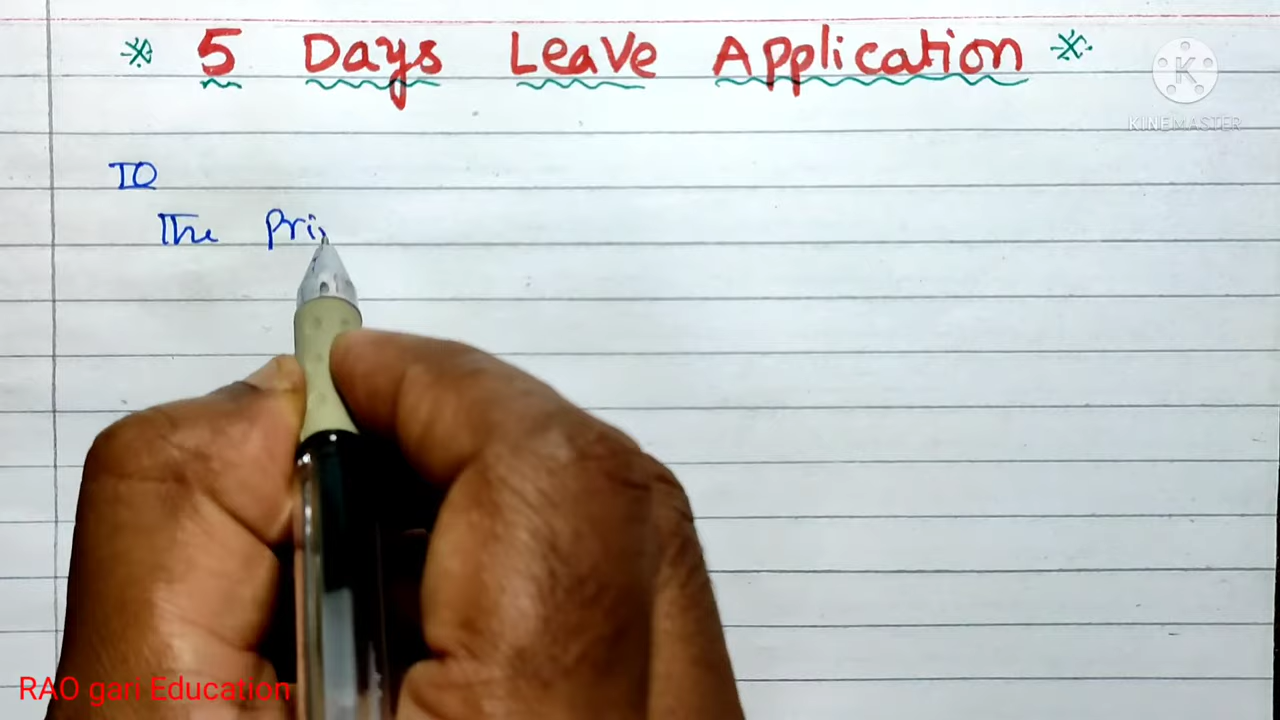 5 Days Leave Application
KINEMASTER
To
The Pri
RAO gari Education